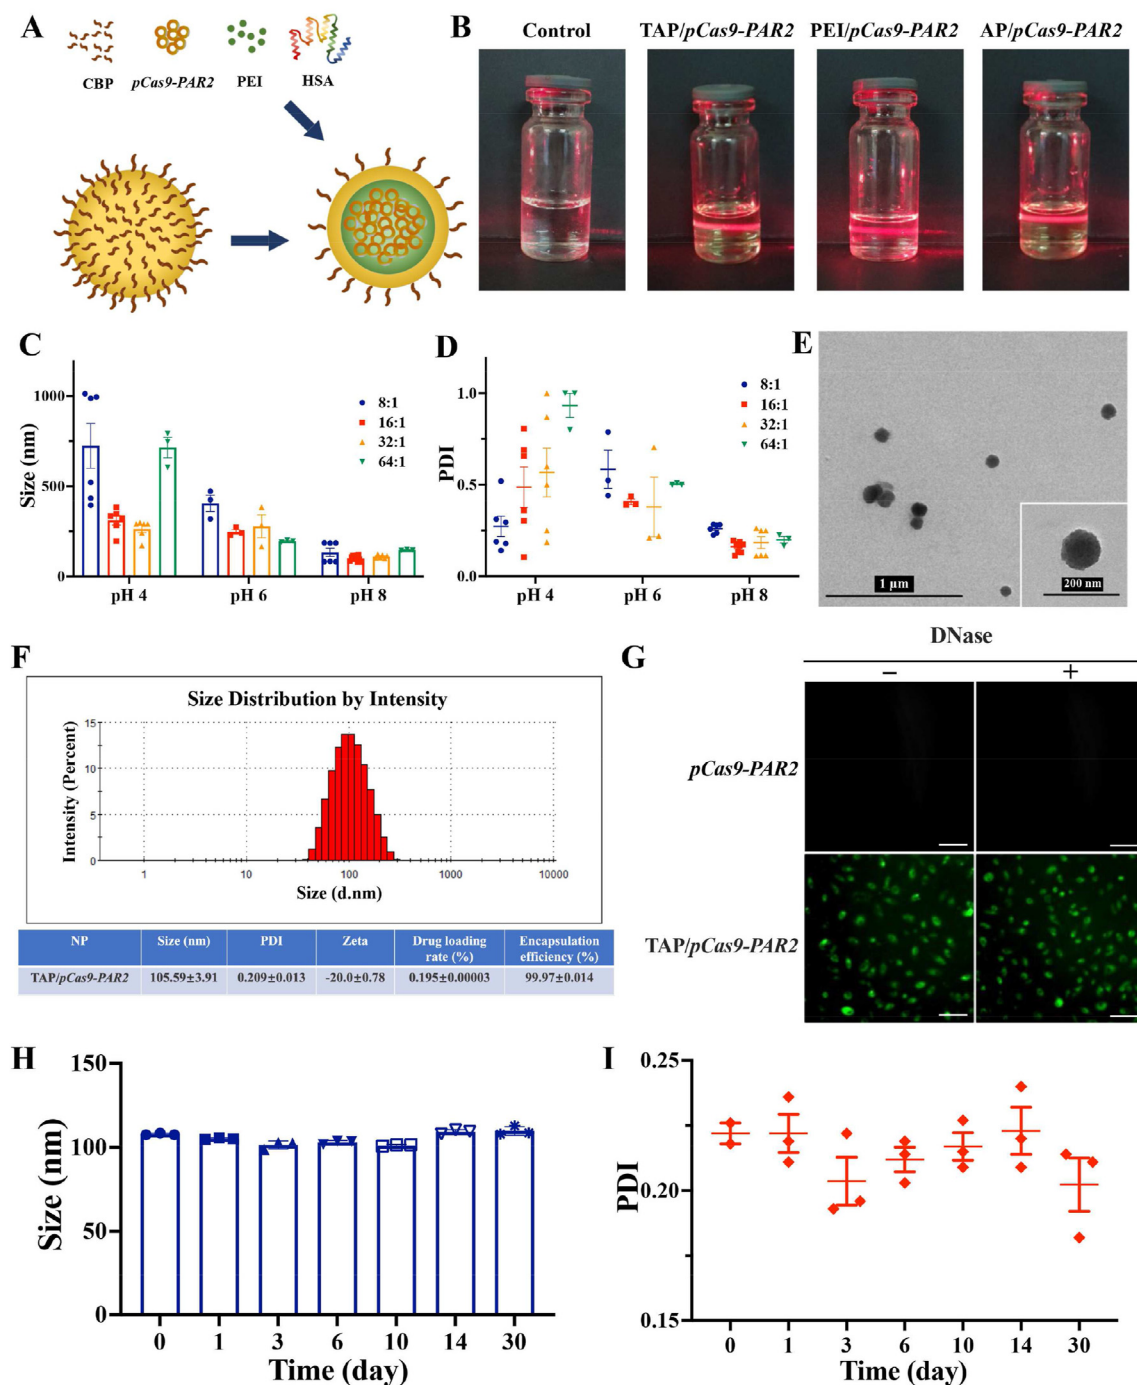 A
CBP
pCas9-PAR2
PEI
HSA
B
Control
TAP/pCas9-PAR2
PEI/pCas9-PAR2
AP/pCas9-PAR2
C
Size (nm)
1000
500
0
8:1
16:1
32:1
64:1
pH 4
pH 6
pH 8
D
PDI
1.0
0.5
0.0
8:1
16:1
32:1
64:1
pH 4
pH 6
pH 8
E
1 μm
200 nm
F
Size Distribution by Intensity
Intensity (Percent)
15
10
5
0
1
10
100
1000
10000
Size (d.nm)
NP
Size (nm)
PDI
Zeta
Drug loading
rate (%)
Encapsulation
efficiency (%)
TAP/pCas9-PAR2
105.59±3.91
0.209±0.013
-20.0±0.78
0.195±0.00003
99.97±0.014
G
DNase
−
+
pCas9-PAR2
TAP/pCas9-PAR2
H
Size (nm)
150
100
50
0
0
1
3
6
10
14
30
Time (day)
I
PDI
0.25
0.20
0.15
0
1
3
6
10
14
30
Time (day)